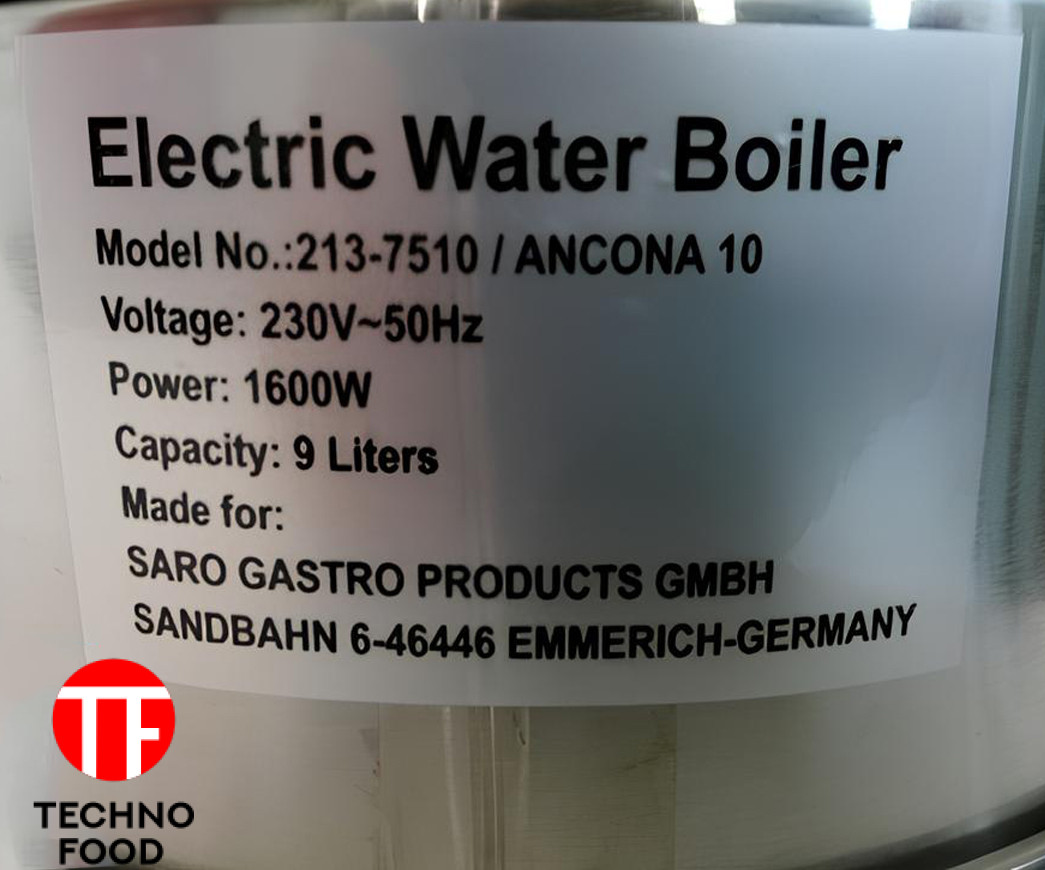 Electric Water Boiler
Model No.:213-7510 / ANCONA 10
Voltage: 230V~50Hz
Power: 1600W
Capacity: 9 Liters
Made for:
SARO GASTRO PRODUCTS GMBH
SANDBAHN 6-46446 EMMERICH-GERMANY
TF
TECHNO
FOOD